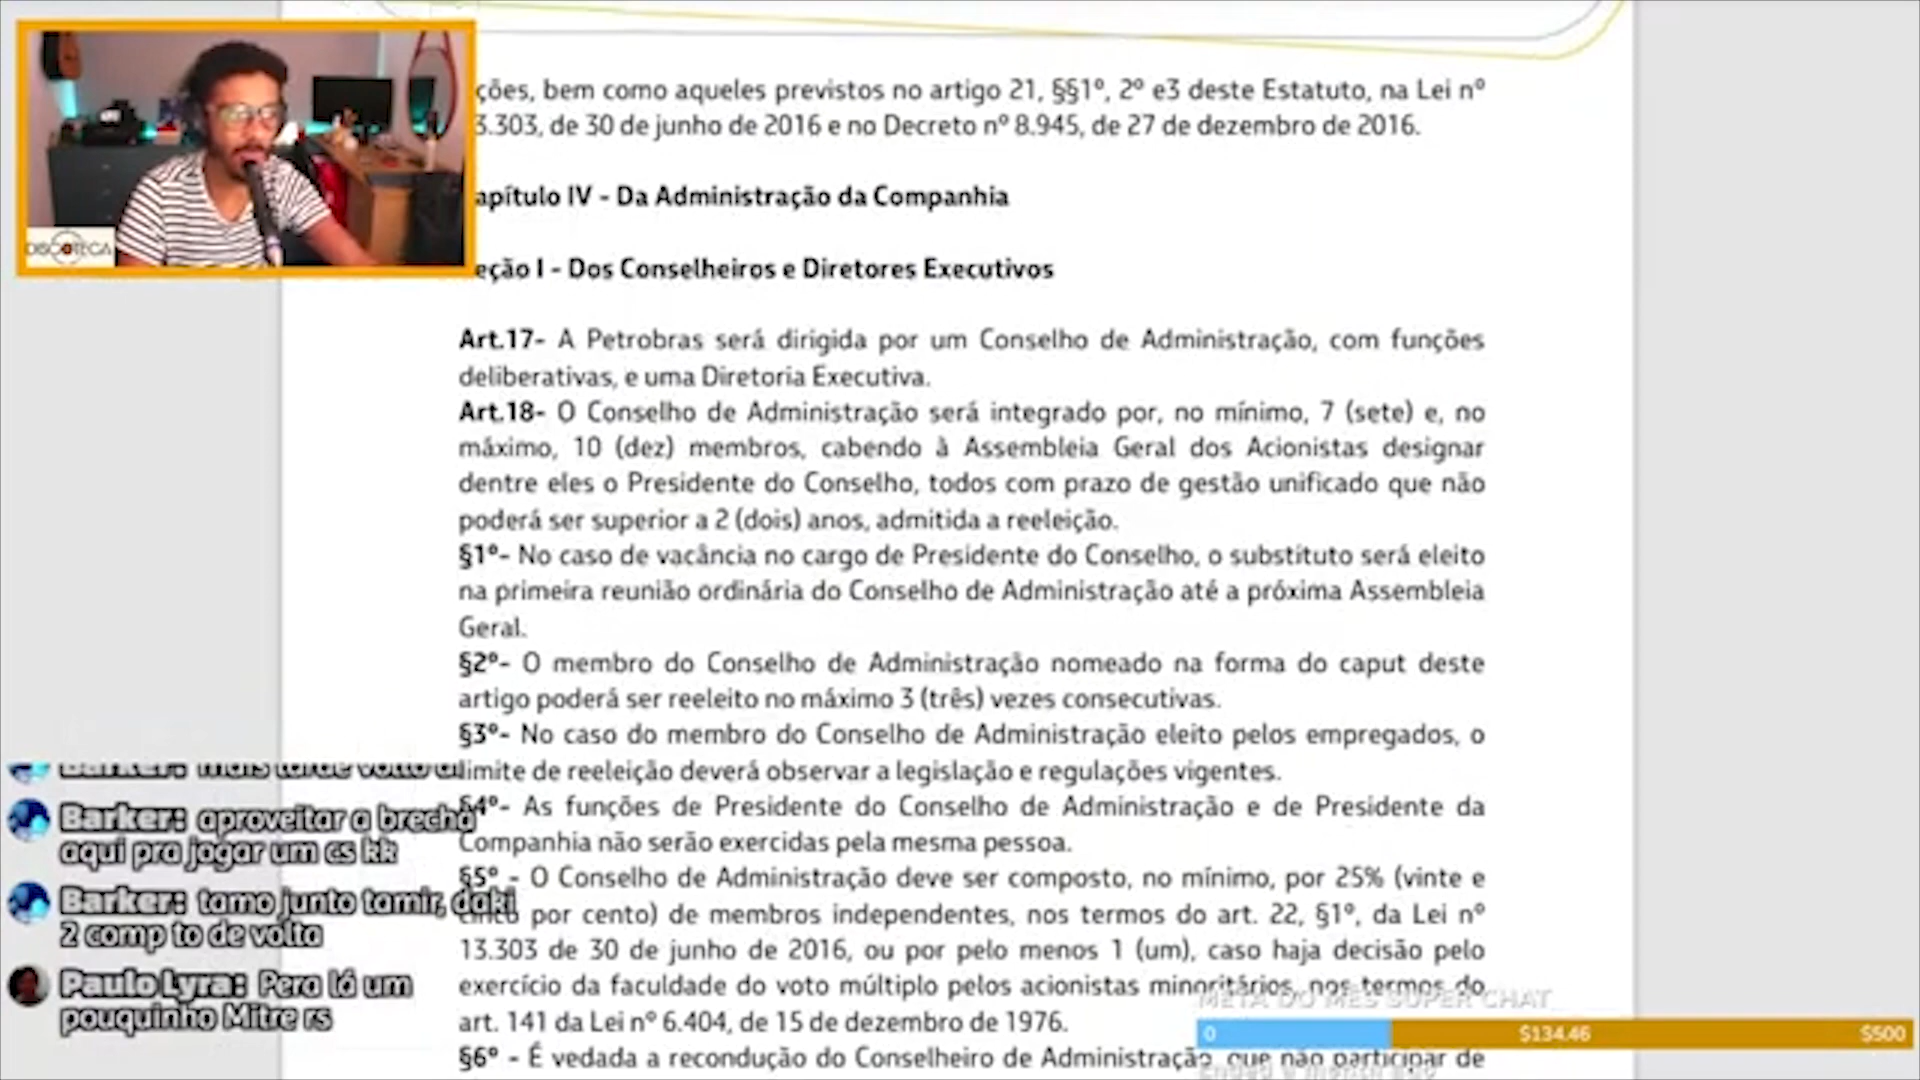 ções, bem como aqueles previstos no artigo 21, §§1º, 2º e3 deste Estatuto, na Lei nº
3.303, de 30 de junho de 2016 e no Decreto nº 8.945, de 27 de dezembro de 2016.
apítulo IV - Da Administração da Companhia
eção I - Dos Conselheiros e Diretores Executivos
DISCOTECA
Art.17- A Petrobras será dirigida por um Conselho de Administração, com funções
deliberativas, e uma Diretoria Executiva.
Art.18- O Conselho de Administração será integrado por, no mínimo, 7 (sete) e, no
máximo, 10 (dez) membros, cabendo à Assembleia Geral dos Acionistas designar
dentre eles o Presidente do Conselho, todos com prazo de gestão unificado que não
poderá ser superior a 2 (dois) anos, admitida a reeleição.
§1º- No caso de vacância no cargo de Presidente do Conselho, o substituto será eleito
na primeira reunião ordinária do Conselho de Administração até a próxima Assembleia
Geral.
§2º- O membro do Conselho de Administração nomeado na forma do caput deste
artigo poderá ser reeleito no máximo 3 (três) vezes consecutivas.
§3º- No caso do membro do Conselho de Administração eleito pelos empregados, o
limite de reeleição deverá observar a legislação e regulações vigentes.
§4º- As funções de Presidente do Conselho de Administração e de Presidente da
Companhia não serão exercidas pela mesma pessoa.
§5º - O Conselho de Administração deve ser composto, no mínimo, por 25% (vinte e
cinco por cento) de membros independentes, nos termos do art. 22, §1º, da Lei nº
13.303 de 30 de junho de 2016, ou por pelo menos 1 (um), caso haja decisão pelo
exercício da faculdade do voto múltiplo pelos acionistas minoritários, nos termos do
art. 141 da Lei nº 6.404, de 15 de dezembro de 1976.
§6º - É vedada a recondução do Conselheiro de Administração, que não participar de
Barker: mais tarde volto
Barker: aproveitar a brecha
aqui pra jogar um cs kk
Barker: tamo junto tamir, daki
2 comp to de volta
Paulo Lyra: Pera lá um
pouquinho Mitre rs
META DO MÊS SUPER CHAT
0 $134.46 $500